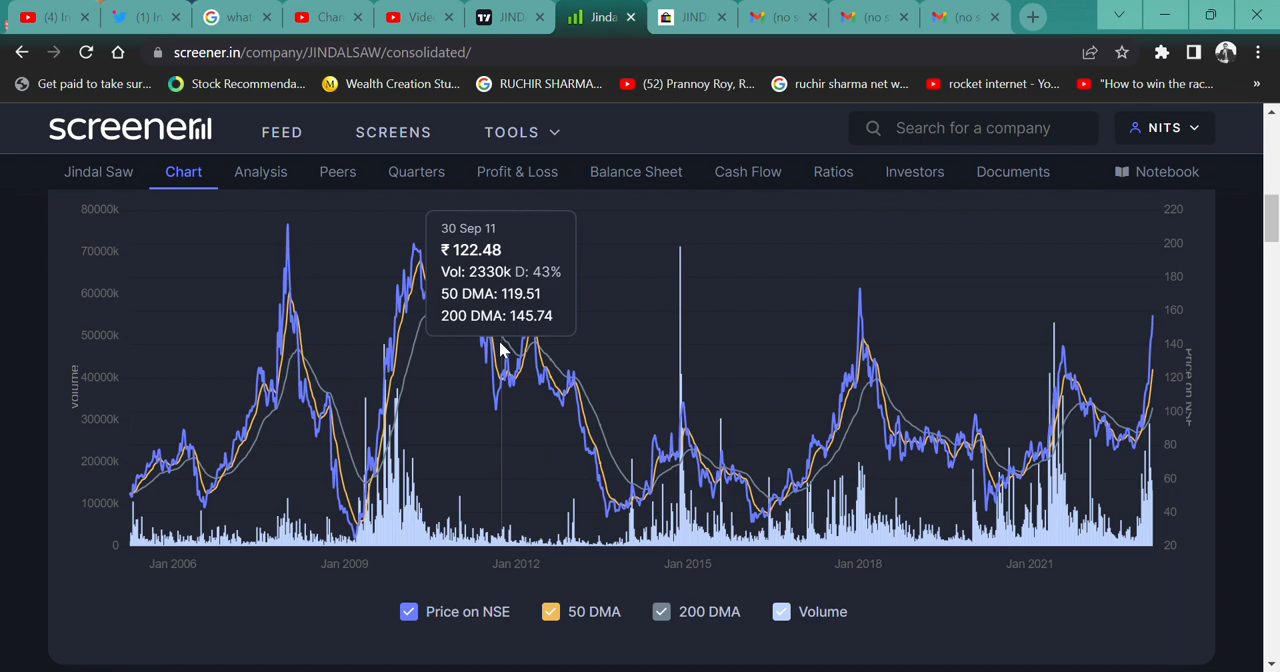 (4) In
(1) In
what
Chan
Vide
JIND
Jinda
JIND
(no s
(no s
(no s
screener.in/company/JINDALSAW/consolidated/
Get paid to take sur...
Stock Recommenda...
Wealth Creation Stu...
RUCHIR SHARMA...
(52) Prannoy Roy, R...
ruchir sharma net w...
rocket internet - Yo...
"How to win the rac...
»
screener
FEED
SCREENS
TOOLS
Search for a company
NITS
Jindal Saw
Chart
Analysis
Peers
Quarters
Profit & Loss
Balance Sheet
Cash Flow
Ratios
Investors
Documents
Notebook
80000k
70000k
60000k
50000k
40000k
30000k
20000k
10000k
0
volume
30 Sep 11
₹ 122.48
Vol: 2330k D: 43%
50 DMA: 119.51
200 DMA: 145.74
220
200
180
160
140
120
100
80
60
40
20
Jan 2006
Jan 2009
Jan 2012
Jan 2015
Jan 2018
Jan 2021
Price on NSE
50 DMA
200 DMA
Volume